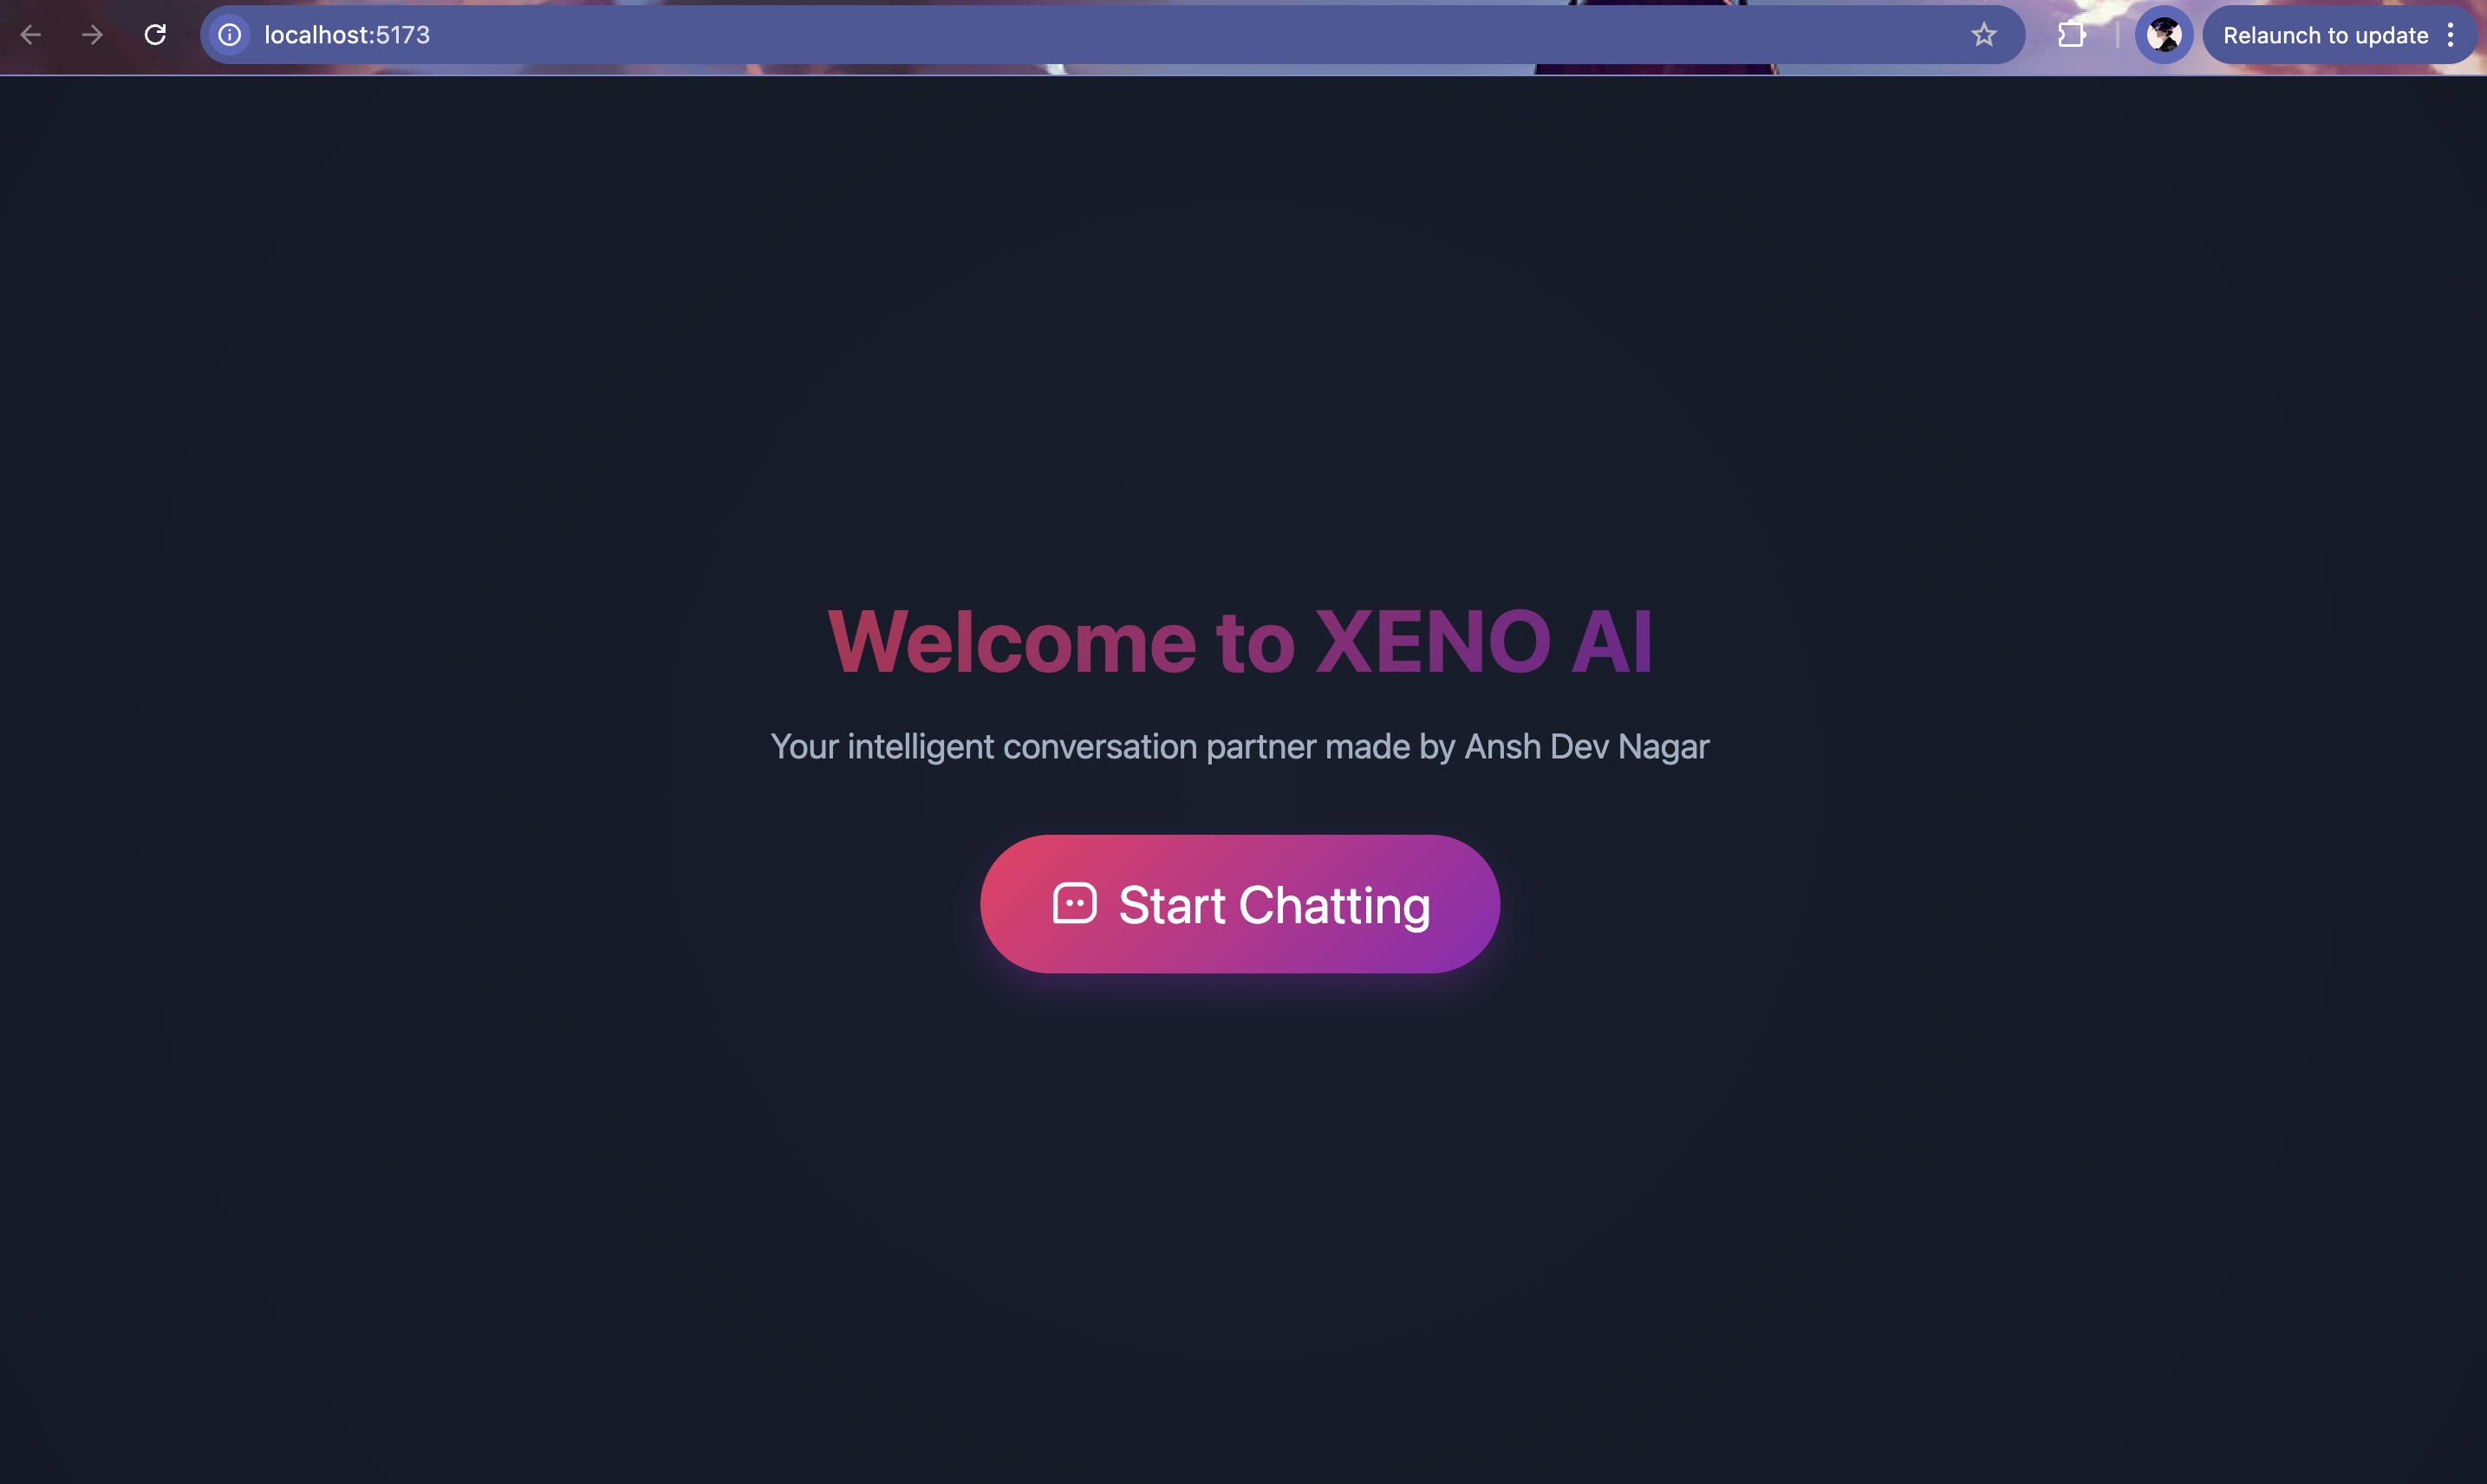 localhost:5173
Relaunch to update
Welcome to XENO AI
Your intelligent conversation partner made by Ansh Dev Nagar
Start Chatting